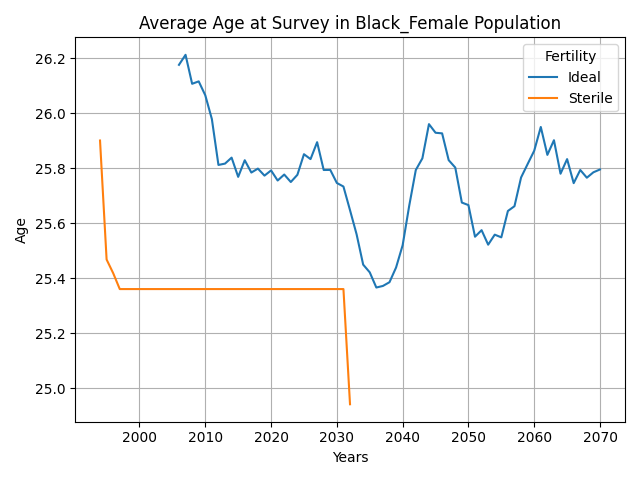 Average Age at Survey in Black_Female Population
Fertility
Ideal
Sterile
Age
26.2
26.0
25.8
25.6
25.4
25.2
25.0
2000 2010 2020 2030 2040 2050 2060 2070
Years